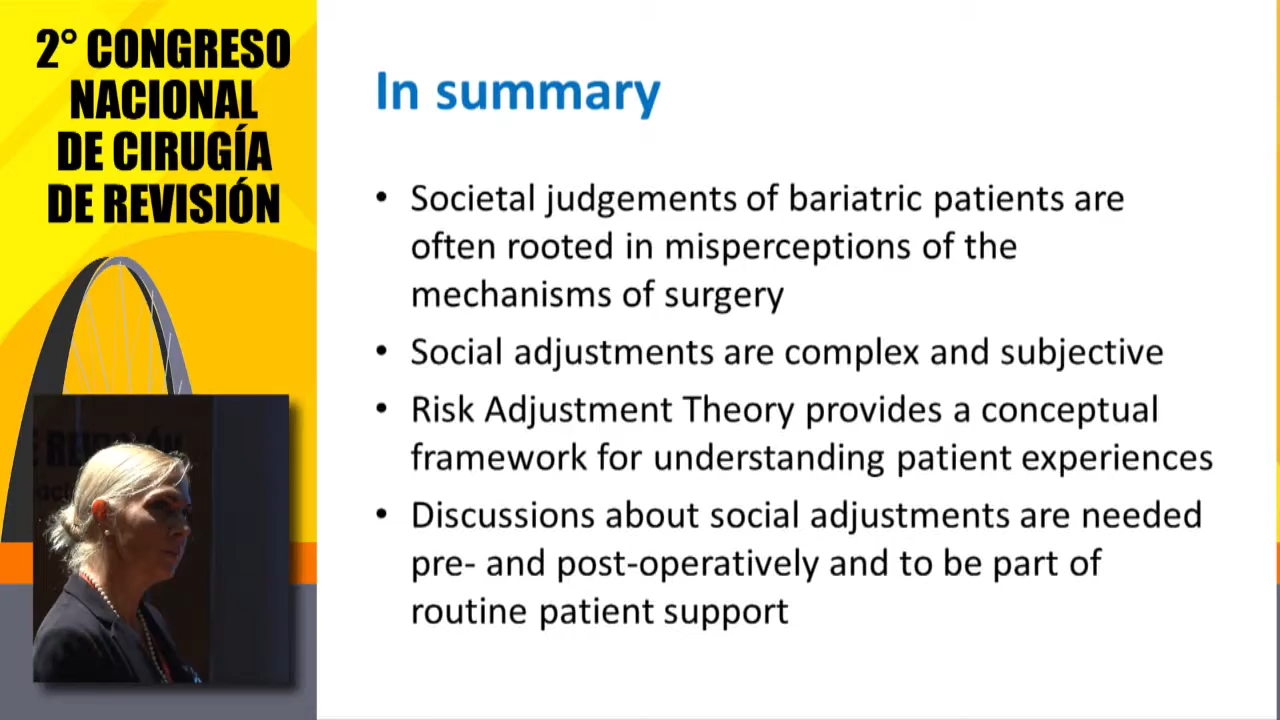 2° CONGRESO
NACIONAL
DE CIRUGÍA
DE REVISIÓN
In summary
• Societal judgements of bariatric patients are
often rooted in misperceptions of the
mechanisms of surgery
• Social adjustments are complex and subjective
• Risk Adjustment Theory provides a conceptual
framework for understanding patient experiences
• Discussions about social adjustments are needed
pre- and post-operatively and to be part of
routine patient support